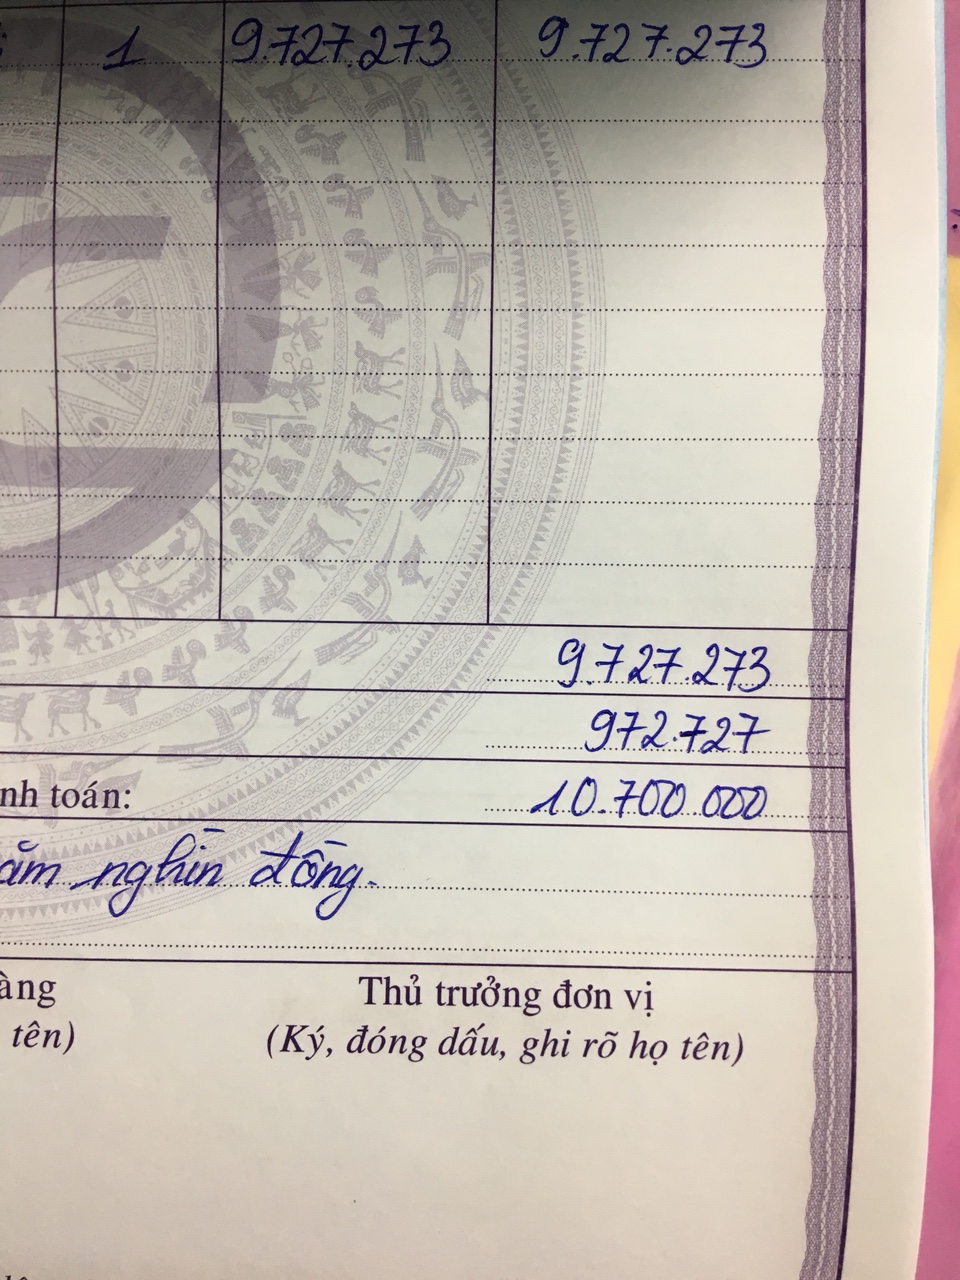 1 9.727.273 9.727.273
9.727.273
972.727
nh toán: 10.700.000
ăm nghìn đồng.
àng Thủ trưởng đơn vị
tên) (Ký, đóng dấu, ghi rõ họ tên)